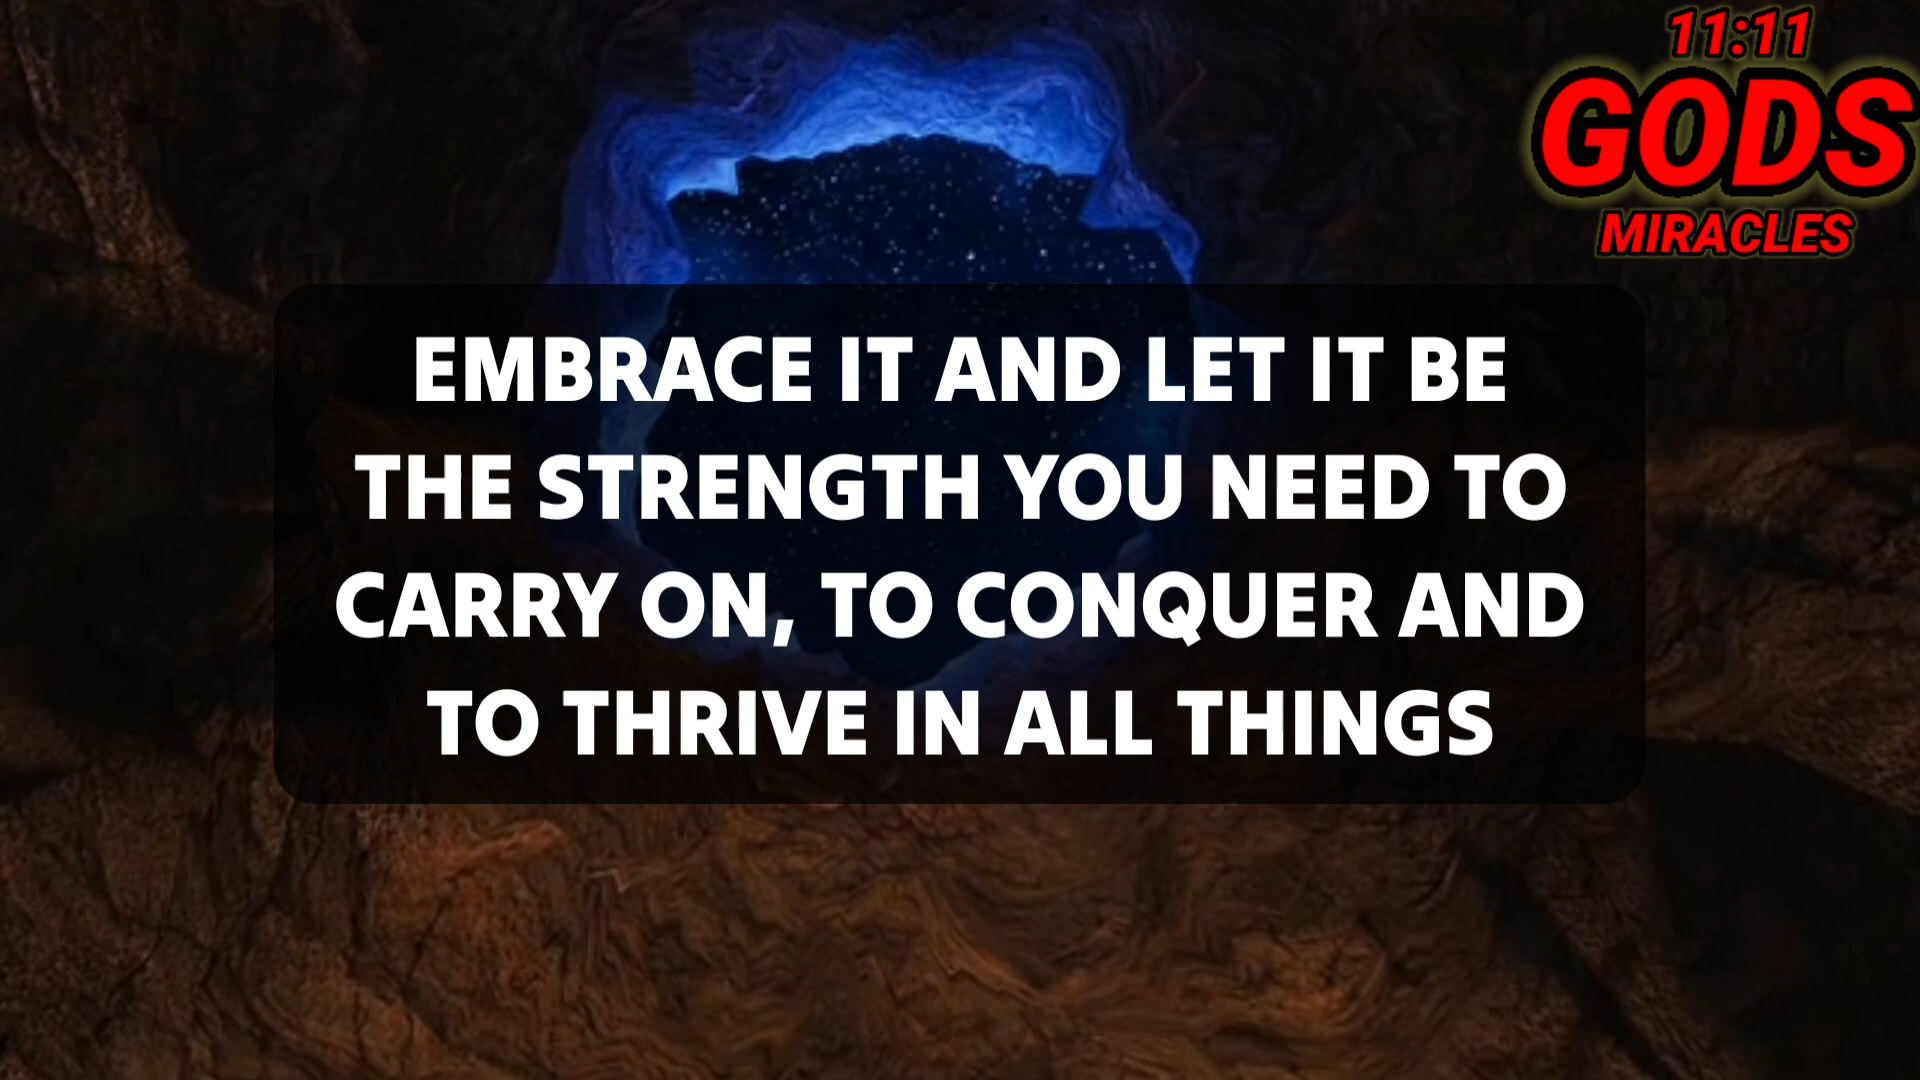 11:11
GODS
MIRACLES
EMBRACE IT AND LET IT BE
THE STRENGTH YOU NEED TO
CARRY ON, TO CONQUER AND
TO THRIVE IN ALL THINGS